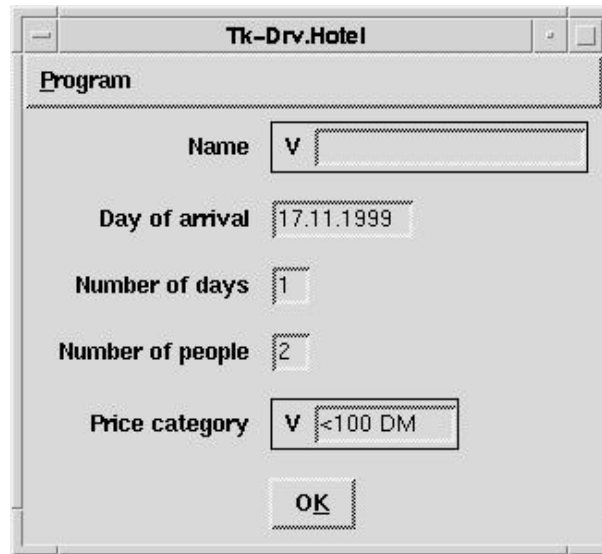 Tk-Drv.Hotel
Program
Name V
Day of arrival 17.11.1999
Number of days 1
Number of people 2
Price category V <100 DM
OK